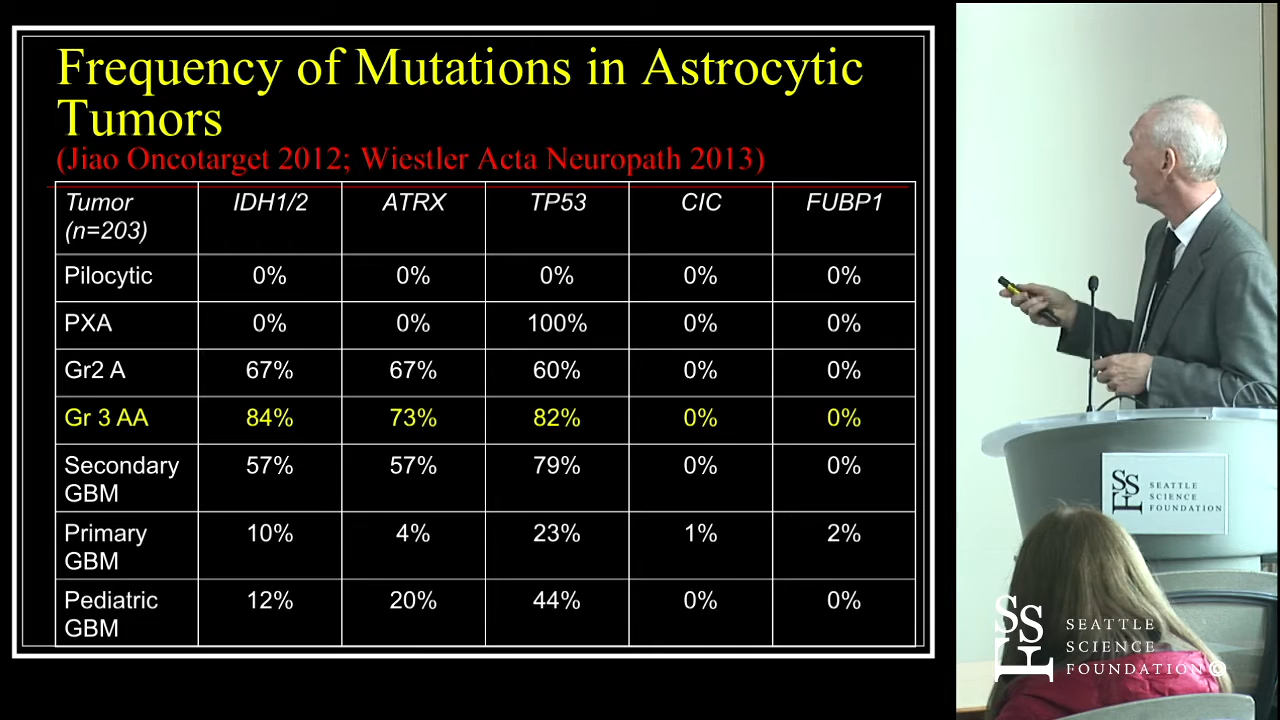 Frequency of Mutations in Astrocytic
Tumors
(Jiao Oncotarget 2012; Wiestler Acta Neuropath 2013)
Tumor (n=203) IDH1/2 ATRX TP53 CIC FUBP1
Pilocytic 0% 0% 0% 0% 0%
PXA 0% 0% 100% 0% 0%
Gr2 A 67% 67% 60% 0% 0%
Gr 3 AA 84% 73% 82% 0% 0%
Secondary GBM 57% 57% 79% 0% 0%
Primary GBM 10% 4% 23% 1% 2%
Pediatric GBM 12% 20% 44% 0% 0%
SSF
SEATTLE
SCIENCE
FOUNDATION
SSF
SEATTLE
SCIENCE
FOUNDATION©